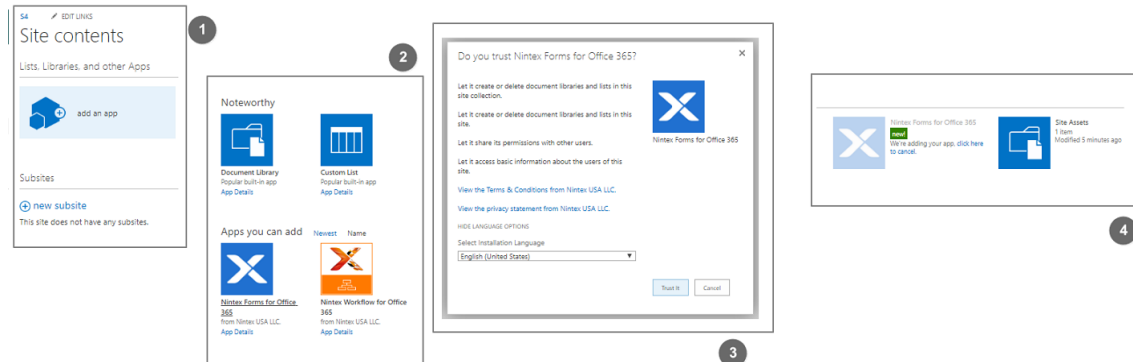 S4 EDIT LINKS
Site contents
Lists, Libraries, and other Apps
add an app
Subsites
new subsite
This site does not have any subsites.
1
2
Noteworthy
Document Library
Popular built-in app
App Details
Custom List
Popular built-in app
App Details
Apps you can add Newest Name
Nintex Forms for Office
365
from Nintex USA LLC.
App Details
Nintex Workflow for Office
365
from Nintex USA LLC.
App Details
Do you trust Nintex Forms for Office 365?
Let it create or delete document libraries and lists in this
site collection.
Let it create or delete document libraries and lists in this
site.
Let it share its permissions with other users.
Let it access basic information about the users of this
site.
View the Terms & Conditions from Nintex USA LLC.
View the privacy statement from Nintex USA LLC.
HIDE LANGUAGE OPTIONS
Select Installation Language
English (United States)
Nintex Forms for Office 365
Trust It Cancel
3
Nintex Forms for Office 365
new!
We're adding your app, click here
to cancel.
Site Assets
1 item
Modified 5 minutes ago
4